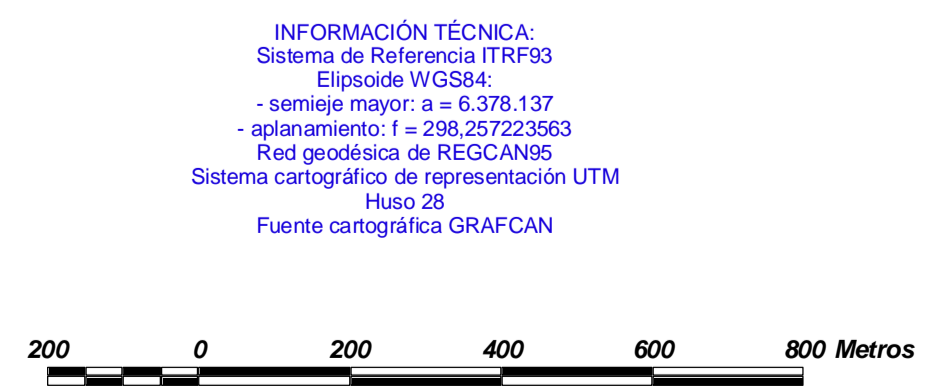 INFORMACIÓN TÉCNICA:
Sistema de Referencia ITRF93
Elipsoide WGS84:
- semieje mayor: a = 6.378.137
- aplanamiento: f = 298,257223563
Red geodésica de REGCAN95
Sistema cartográfico de representación UTM
Huso 28
Fuente cartográfica GRAFCAN
200 0 200 400 600 800 Metros